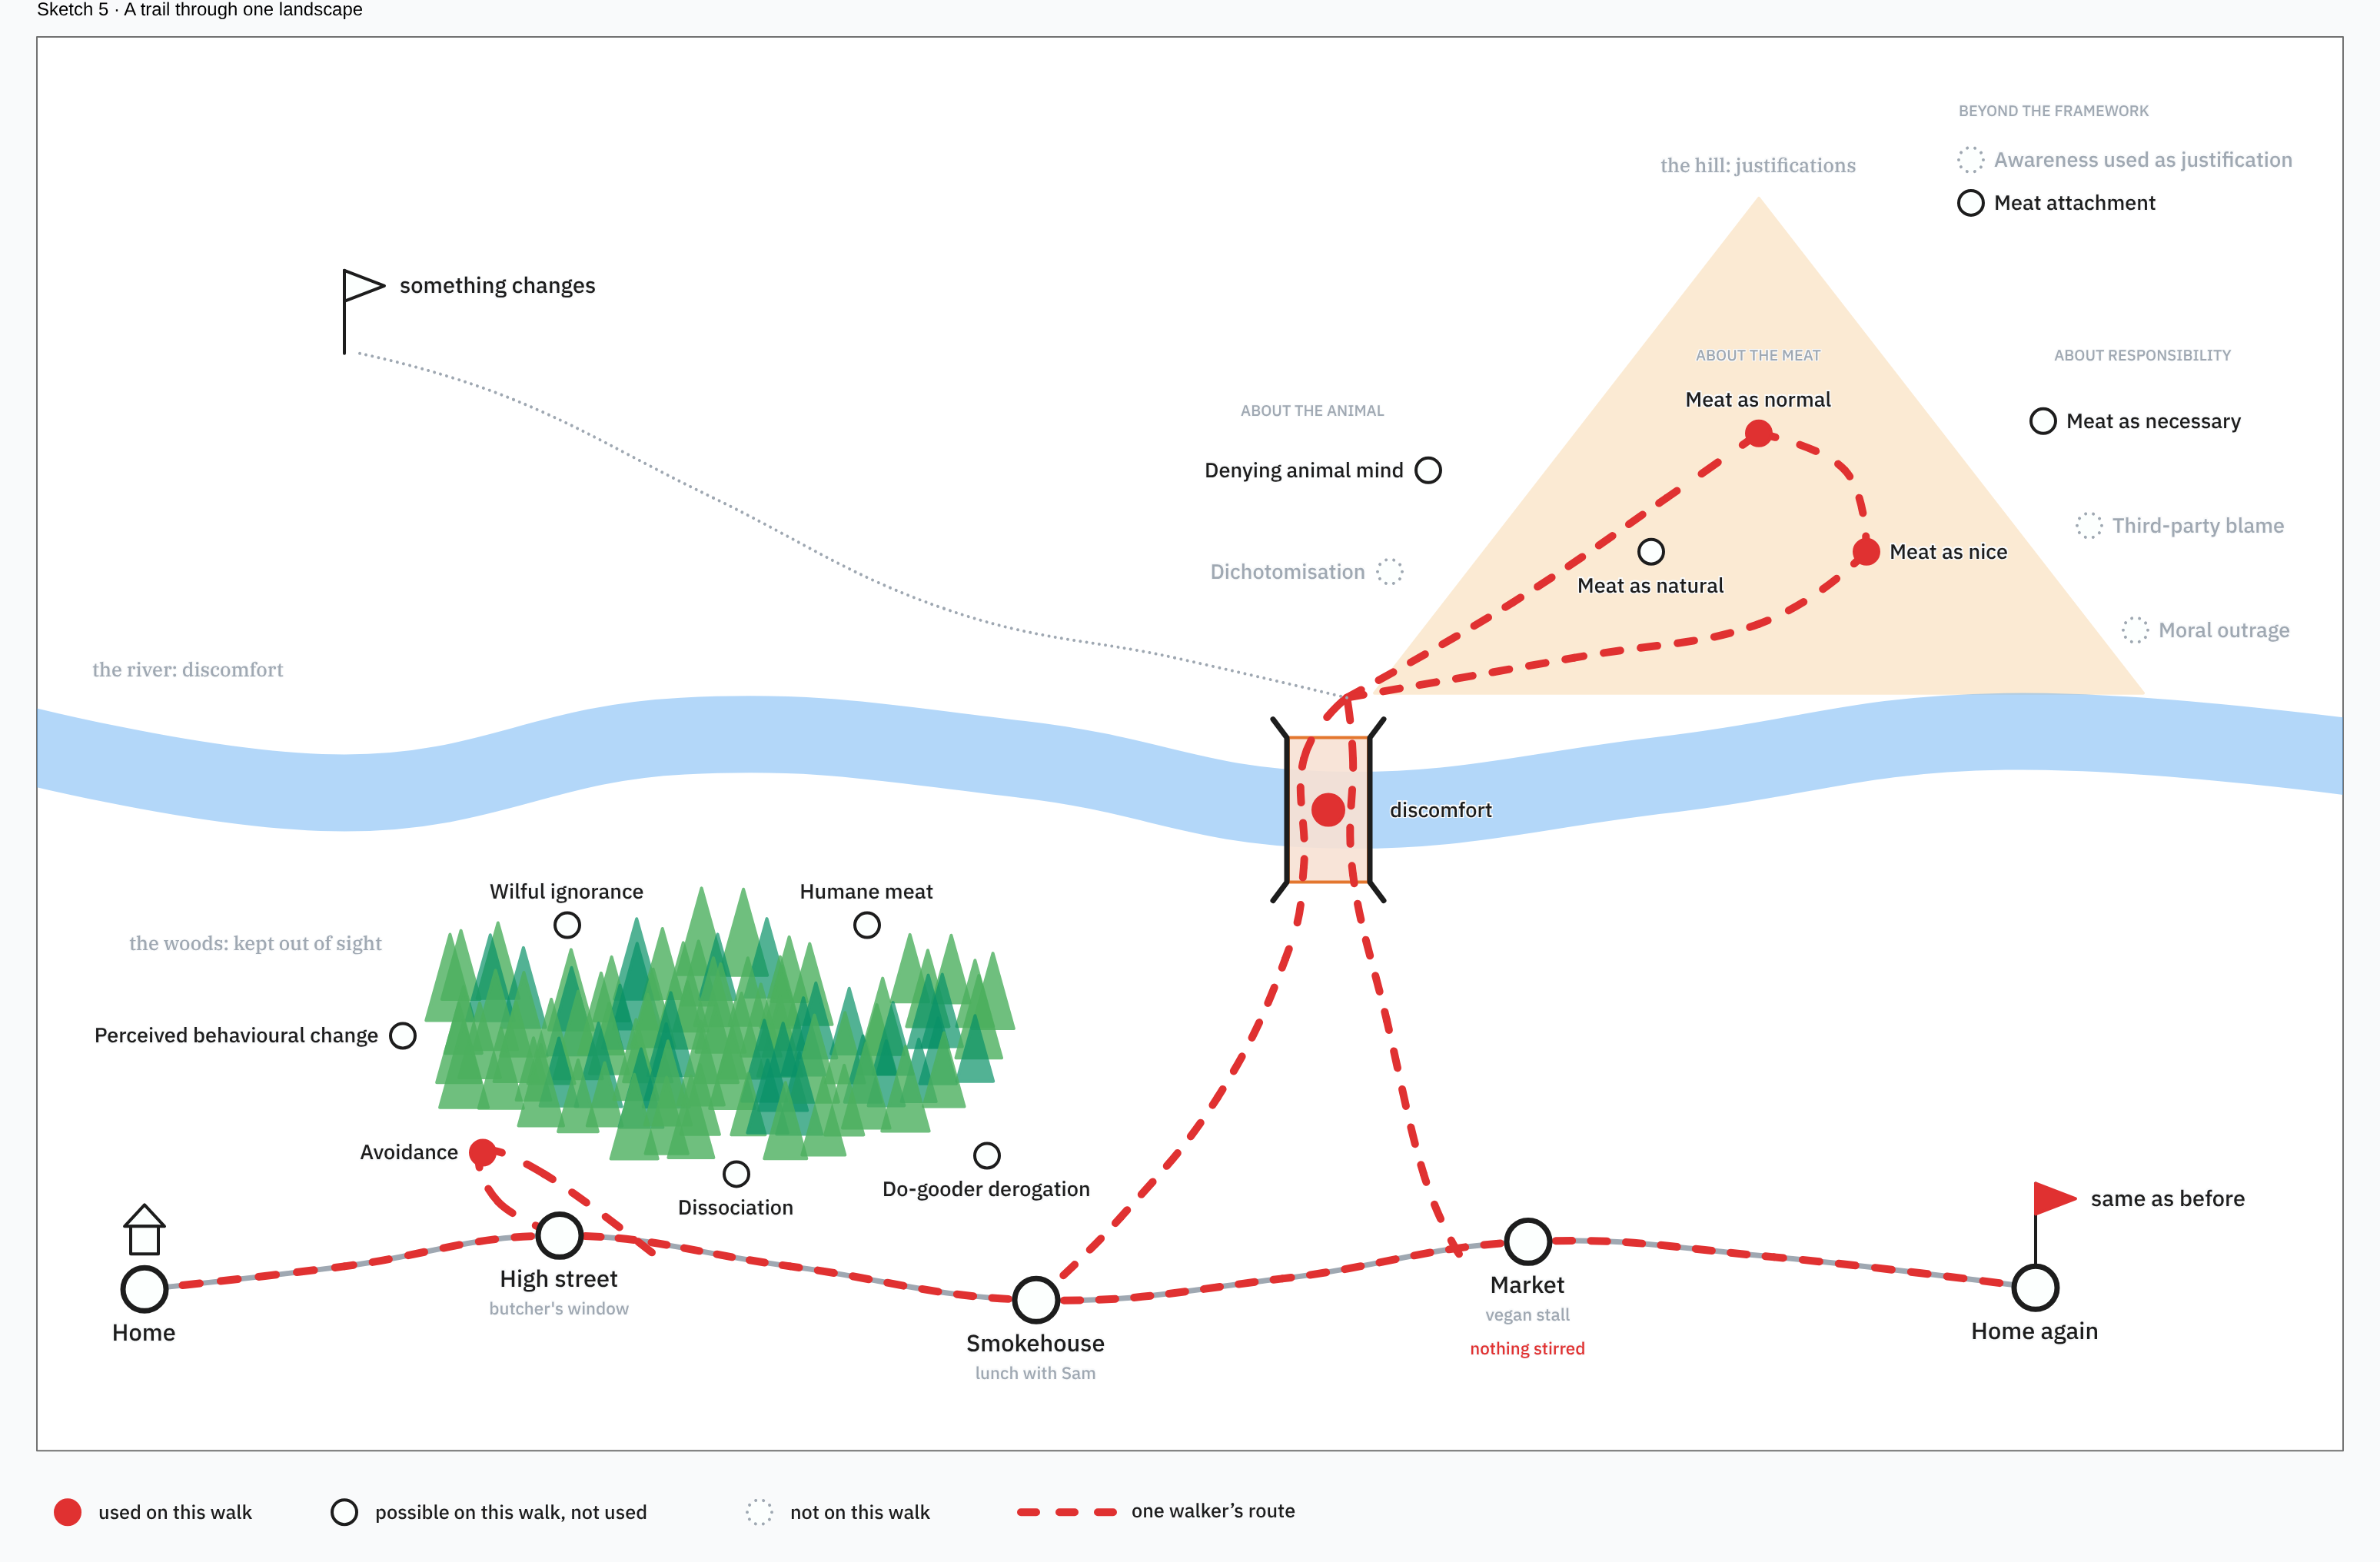 Sketch 5 · A trail through one landscape
BEYOND THE FRAMEWORK
Awareness used as justification
Meat attachment
the hill: justifications
something changes
ABOUT THE MEAT
ABOUT RESPONSIBILITY
Meat as normal
ABOUT THE ANIMAL
Meat as necessary
Denying animal mind
Third-party blame
Meat as nice
Dichotomisation
Meat as natural
Moral outrage
the river: discomfort
discomfort
Wilful ignorance
Humane meat
the woods: kept out of sight
Perceived behavioural change
Avoidance
Do-gooder derogation
Dissociation
same as before
High street
butcher's window
Market
vegan stall
nothing stirred
Home
Home again
Smokehouse
lunch with Sam
used on this walk
possible on this walk, not used
not on this walk
one walker’s route